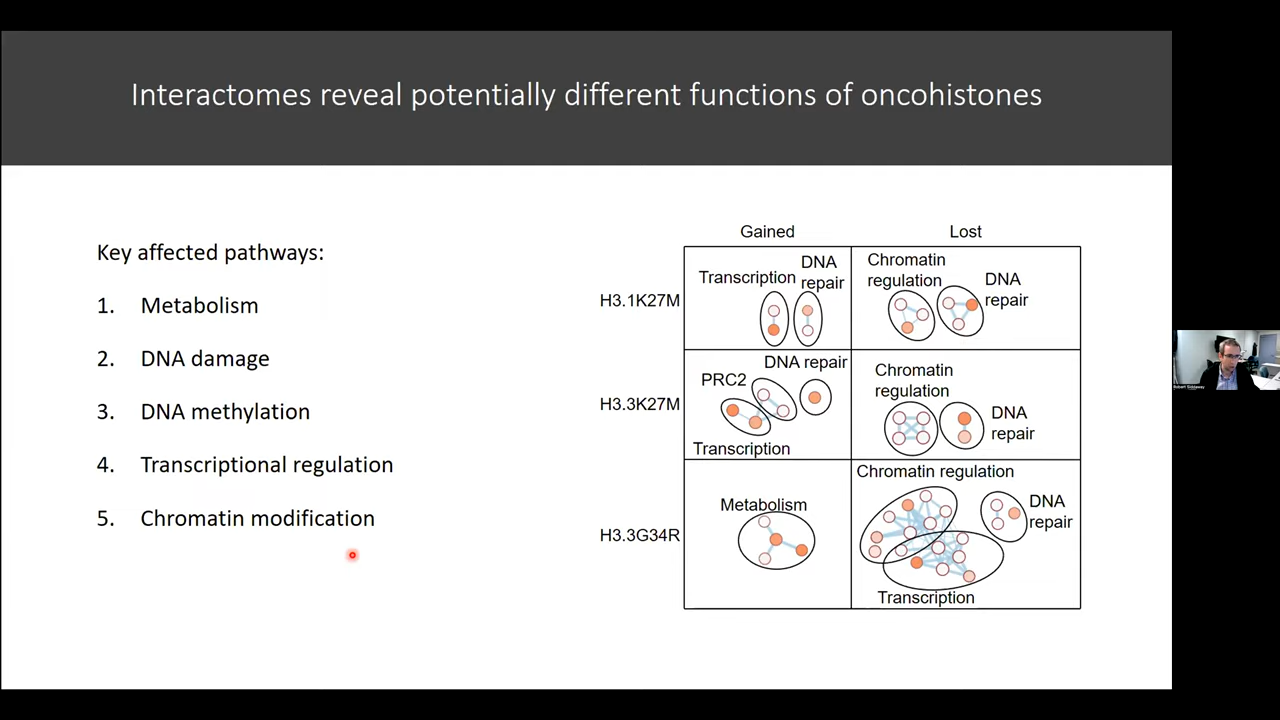 Interactomes reveal potentially different functions of oncohistones
Key affected pathways:
1. Metabolism
2. DNA damage
3. DNA methylation
4. Transcriptional regulation
5. Chromatin modification
Gained
Lost
H3.1K27M
Transcription
DNA
repair
Chromatin
regulation
DNA
repair
H3.3K27M
PRC2
DNA repair
Transcription
Chromatin
regulation
DNA
repair
H3.3G34R
Metabolism
Chromatin regulation
DNA
repair
Transcription
Robert Siddaway